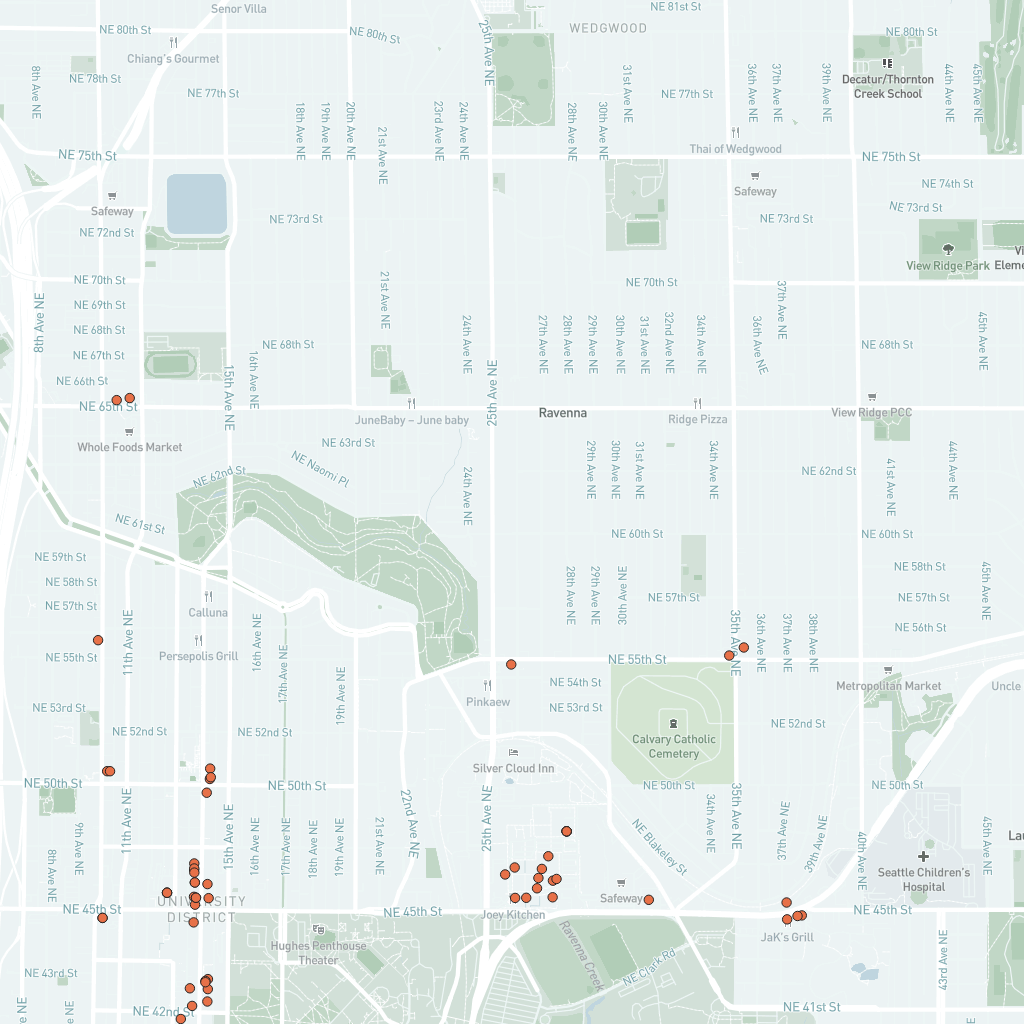 Senor Villa
NE 81st St
25th Ave NE
WEDGWOOD
NE 80th St
NE 80th St
NE 80th St
Chiang's Gourmet
8th Ave NE
NE 78th St
NE 77th St
31st Ave NE
36th Ave NE
37th Ave NE
39th Ave NE
44th Ave NE
45th Ave NE
Decatur/Thornton
Creek School
NE 77th St
18th Ave NE
19th Ave NE
20th Ave NE
21st Ave NE
23rd Ave NE
24th Ave NE
28th Ave NE
30th Ave NE
NE 75th St
Thai of Wedgwood
NE 75th St
Safeway
NE 74th St
Safeway
NE 73rd St
NE 73rd St
NE 73rd St
NE 72nd St
View Ridge Park
Vi
Eleme
NE 70th St
21st Ave NE
NE 70th St
37th Ave NE
8th Ave NE
NE 69th St
NE 68th St
24th Ave NE
27th Ave NE
28th Ave NE
29th Ave NE
30th Ave NE
31st Ave NE
32nd Ave NE
34th Ave NE
36th Ave NE
45th Ave NE
NE 68th St
NE 68th St
NE 67th St
NE 66th St
15th Ave NE
16th Ave NE
25th Ave NE
NE 65th St
JuneBaby – June baby
Ravenna
Ridge Pizza
View Ridge PCC
Whole Foods Market
NE 63rd St
NE Naomi Pl
NE 62nd St
24th Ave NE
29th Ave NE
30th Ave NE
31st Ave NE
34th Ave NE
NE 62nd St
41st Ave NE
44th Ave NE
NE 61st St
NE 60th St
NE 60th St
NE 59th St
NE 58th St
NE 58th St
28th Ave NE
29th Ave NE
30th Ave NE
45th Ave NE
NE 57th St
Calluna
NE 57th St
NE 57th St
11th Ave NE
16th Ave NE
35th Ave NE
36th Ave NE
37th Ave NE
38th Ave NE
NE 56th St
NE 55th St
Persepolis Grill
17th Ave NE
NE 55th St
19th Ave NE
NE 54th St
Metropolitan Market
Uncle
NE 53rd St
Pinkaew
NE 53rd St
NE 52nd St
NE 52nd St
NE 52nd St
Calvary Catholic
Cemetery
Silver Cloud Inn
NE 50th St
NE 50th St
NE 50th St
NE 50th St
9th Ave NE
11th Ave NE
15th Ave NE
16th Ave NE
17th Ave NE
18th Ave NE
19th Ave NE
21st Ave NE
22nd Ave NE
25th Ave NE
NE Blakeley St
34th Ave NE
35th Ave NE
37th Ave NE
39th Ave NE
40th Ave NE
45th Ave NE
Lau
8th Ave NE
Seattle Children's
Hospital
UNIVERSITY
DISTRICT
Safeway
NE 45th St
NE 45th St
Joey Kitchen
NE 45th St
JaK's Grill
Hughes Penthouse
Theater
Ravenna Creek
NE Clark Rd
43rd Ave NE
NE 43rd St
NE 42nd St
NE 41st St